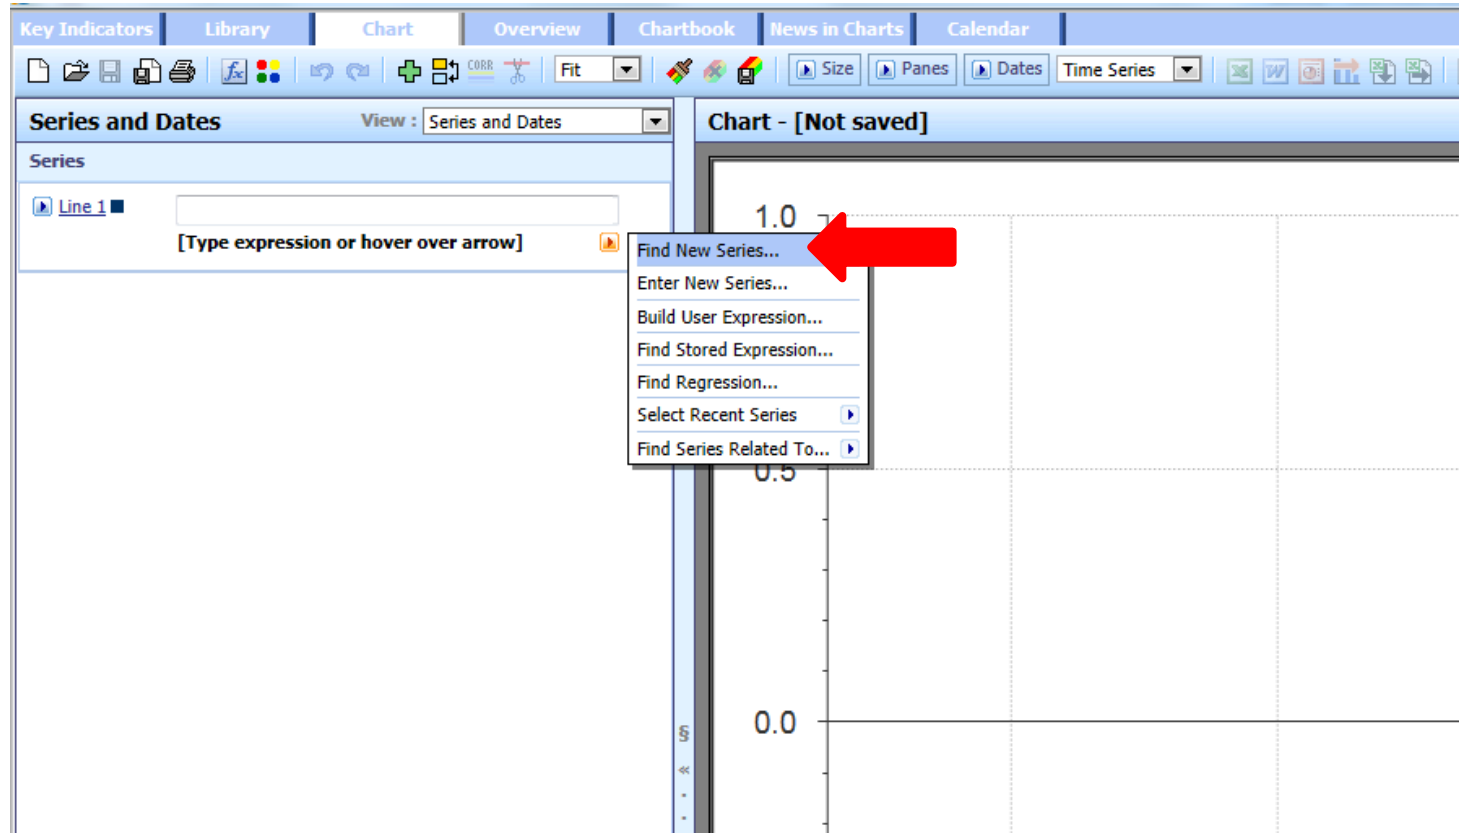 Key Indicators Library Chart Overview Chartbook News in Charts Calendar
fx CORR Fit Size Panes Dates Time Series
Series and Dates View : Series and Dates Chart - [Not saved]
Series
Line 1
1.0
[Type expression or hover over arrow]
Find New Series...
Enter New Series...
Build User Expression...
Find Stored Expression...
Find Regression...
Select Recent Series
Find Series Related To...
0.5
0.0
§
«